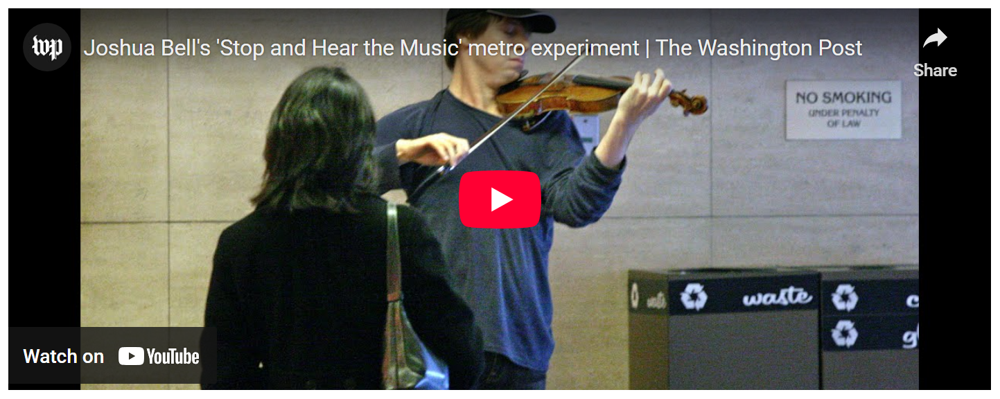 wp
Joshua Bell's 'Stop and Hear the Music' metro experiment | The Washington Post
Share
NO SMOKING
UNDER PENALTY
OF LAW
waste
Watch on YouTube